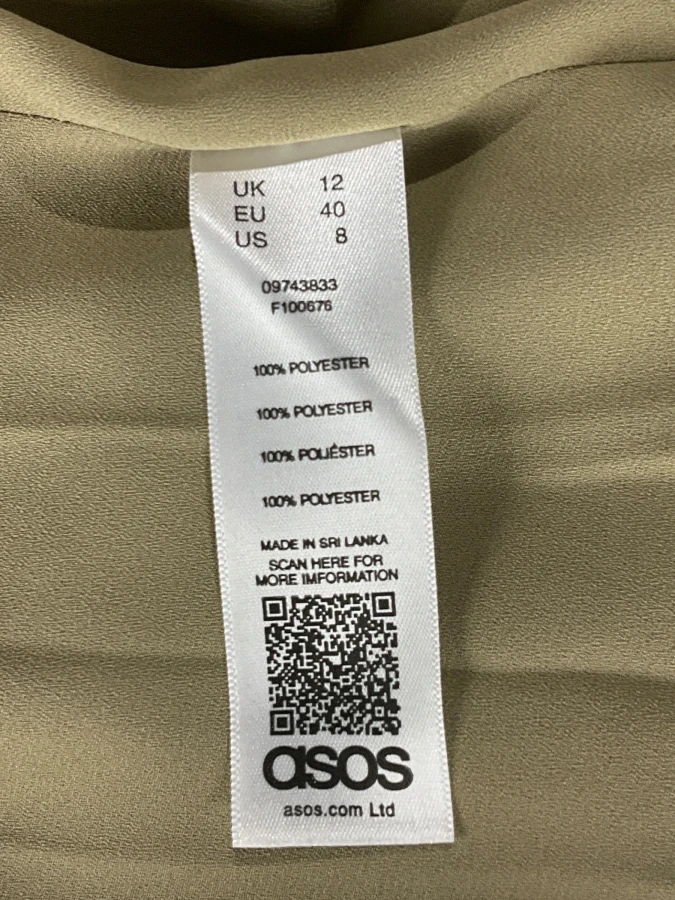 UK 12
EU 40
US 8
09743833
F100676
100% POLYESTER
100% POLYESTER
100% POLIÉSTER
100% POLYESTER
MADE IN SRI LANKA
SCAN HERE FOR
MORE IMFORMATION
asos
asos.com Ltd